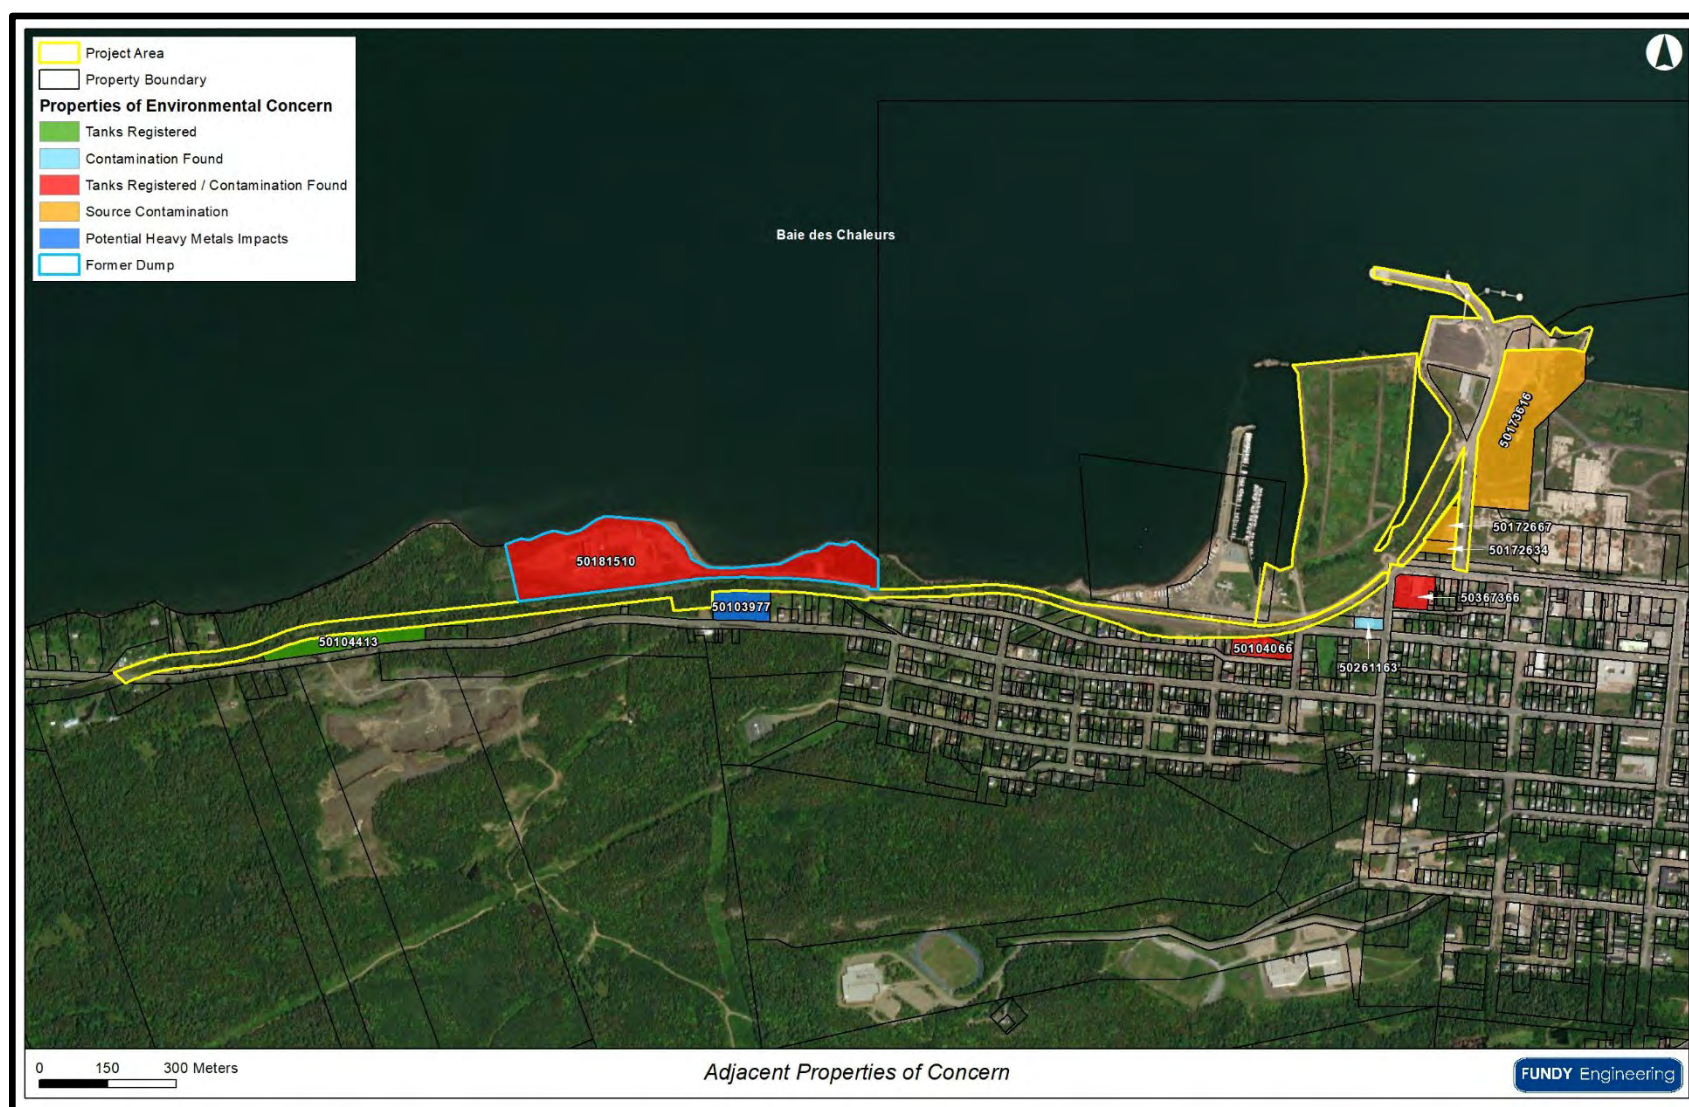 Project Area
Property Boundary
Properties of Environmental Concern
Tanks Registered
Contamination Found
Tanks Registered / Contamination Found
Source Contamination
Potential Heavy Metals Impacts
Former Dump
Baie des Chaleurs
50173616
50172667
50172634
50181510
50103977
50367366
50104413
50104066
50261163
0 150 300 Meters
Adjacent Properties of Concern
FUNDY Engineering